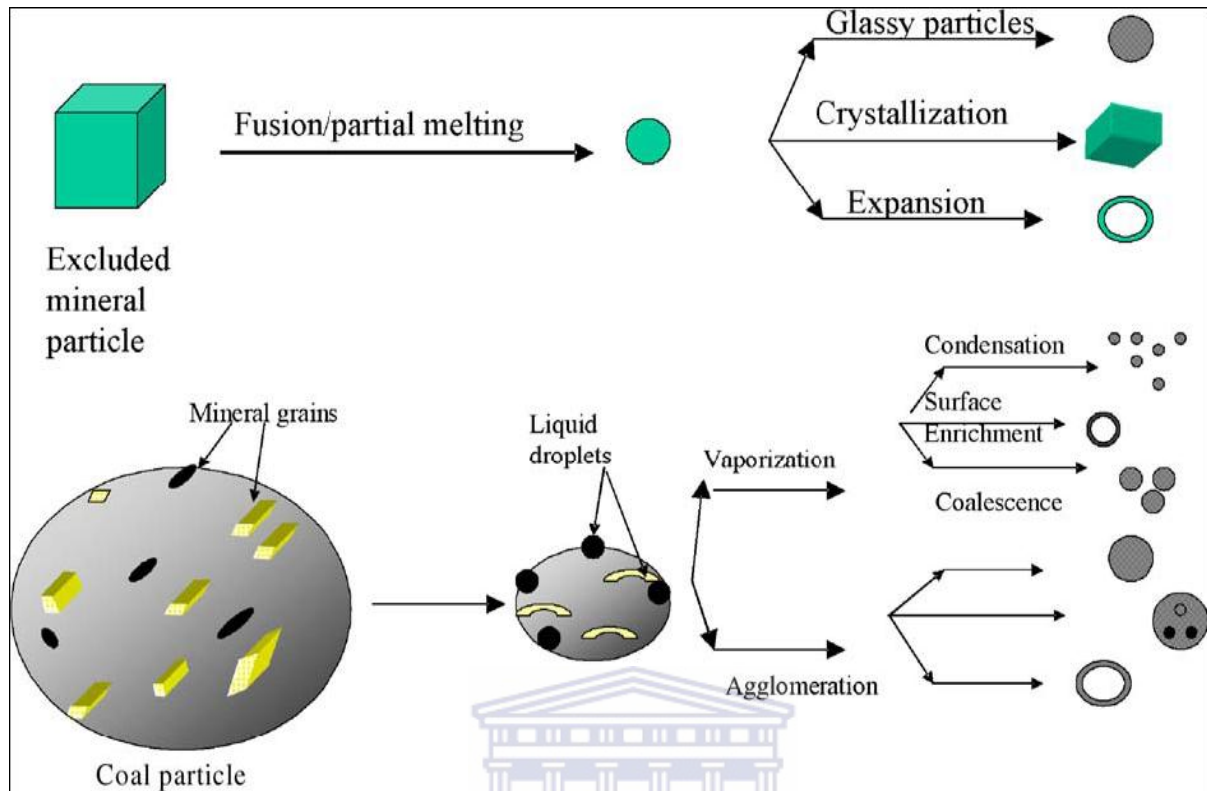 Glassy particles
Fusion/partial melting
Crystallization
Expansion
Excluded
mineral
particle
Mineral grains
Liquid
droplets
Vaporization
Condensation
Surface
Enrichment
Coalescence
Agglomeration
Coal particle